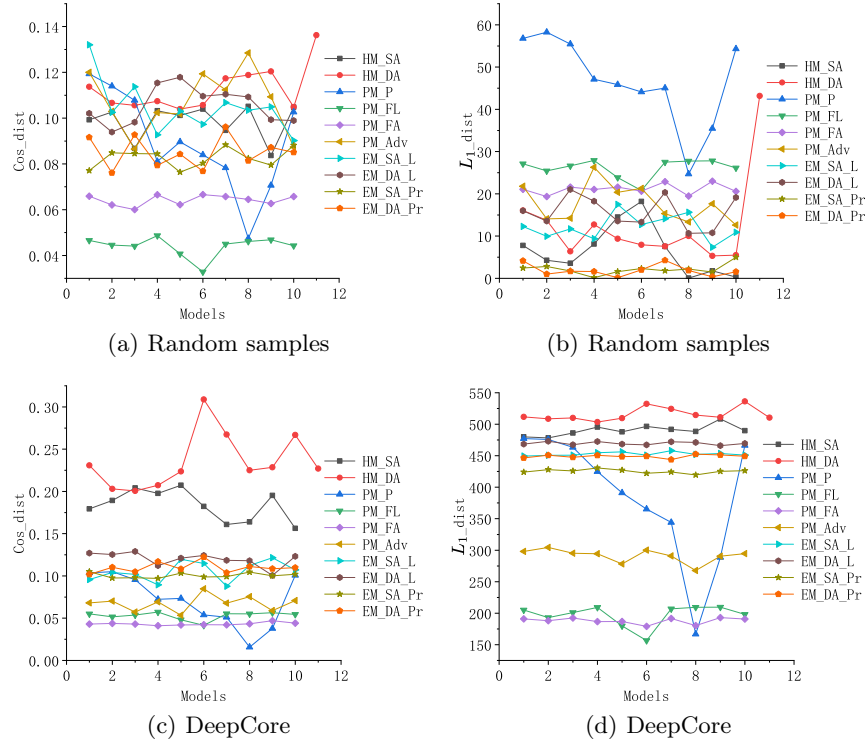 0.14
0.12
0.10
0.08
0.06
0.04
Cos_dist
0 2 4 6 8 10 12
Models
HM_SA
HM_DA
PM_P
PM_FL
PM_FA
PM_Adv
EM_SA_L
EM_DA_L
EM_SA_Pr
EM_DA_Pr
(a) Random samples
60
50
40
30
20
10
0
L1_dist
0 2 4 6 8 10 12
Models
HM_SA
HM_DA
PM_P
PM_FL
PM_FA
PM_Adv
EM_SA_L
EM_DA_L
EM_SA_Pr
EM_DA_Pr
(b) Random samples
0.30
0.25
0.20
0.15
0.10
0.05
0.00
Cos_dist
0 2 4 6 8 10 12
Models
HM_SA
HM_DA
PM_P
PM_FL
PM_FA
PM_Adv
EM_SA_L
EM_DA_L
EM_SA_Pr
EM_DA_Pr
(c) DeepCore
550
500
450
400
350
300
250
200
150
L1_dist
0 2 4 6 8 10 12
Models
HM_SA
HM_DA
PM_P
PM_FL
PM_FA
PM_Adv
EM_SA_L
EM_DA_L
EM_SA_Pr
EM_DA_Pr
(d) DeepCore